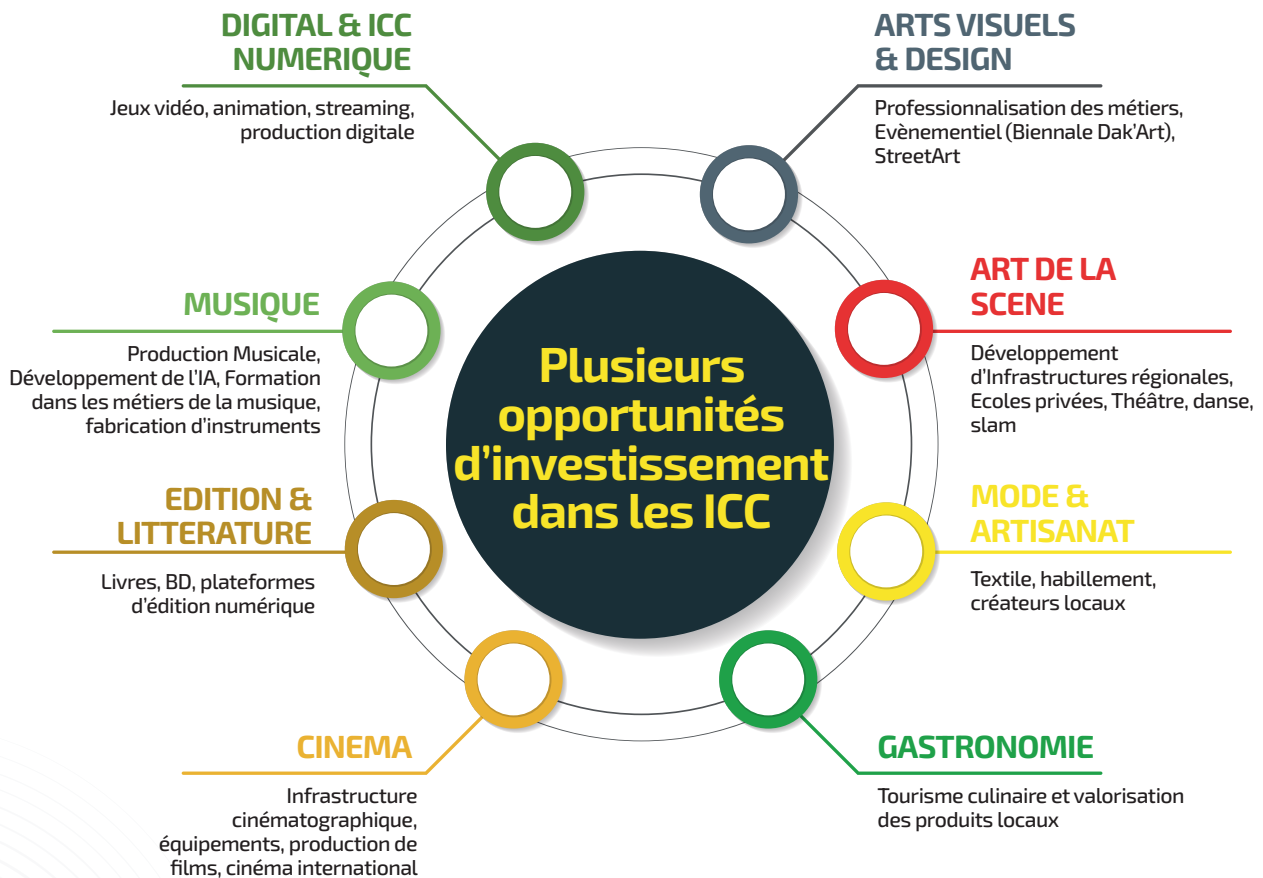 DIGITAL & ICC
NUMERIQUE
Jeux vidéo, animation, streaming,
production digitale
ARTS VISUELS
& DESIGN
Professionnalisation des métiers,
Evènementiel (Biennale Dak’Art),
StreetArt
MUSIQUE
Production Musicale,
Développement de l’IA, Formation
dans les métiers de la musique,
fabrication d’instruments
ART DE LA
SCENE
Développement
d’Infrastructures régionales,
Ecoles privées, Théâtre, danse,
slam
Plusieurs
opportunités
d’investissement
dans les ICC
EDITION &
LITTERATURE
Livres, BD, plateformes
d’édition numérique
MODE &
ARTISANAT
Textile, habillement,
créateurs locaux
CINEMA
Infrastructure
cinématographique,
équipements, production de
films, cinéma international
GASTRONOMIE
Tourisme culinaire et valorisation
des produits locaux